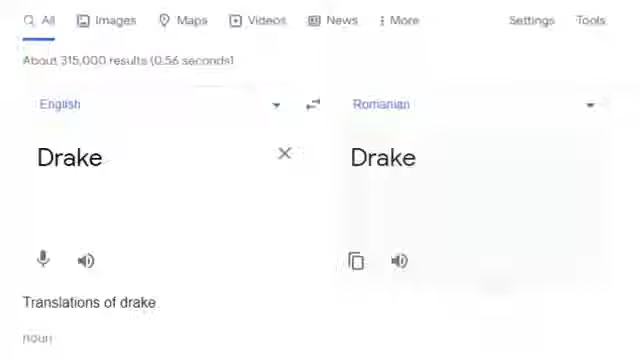 All Images Maps Videos News More Settings Tools
About 315,000 results (0.56 seconds)
English Romanian
Drake Drake
Translations of drake
noun